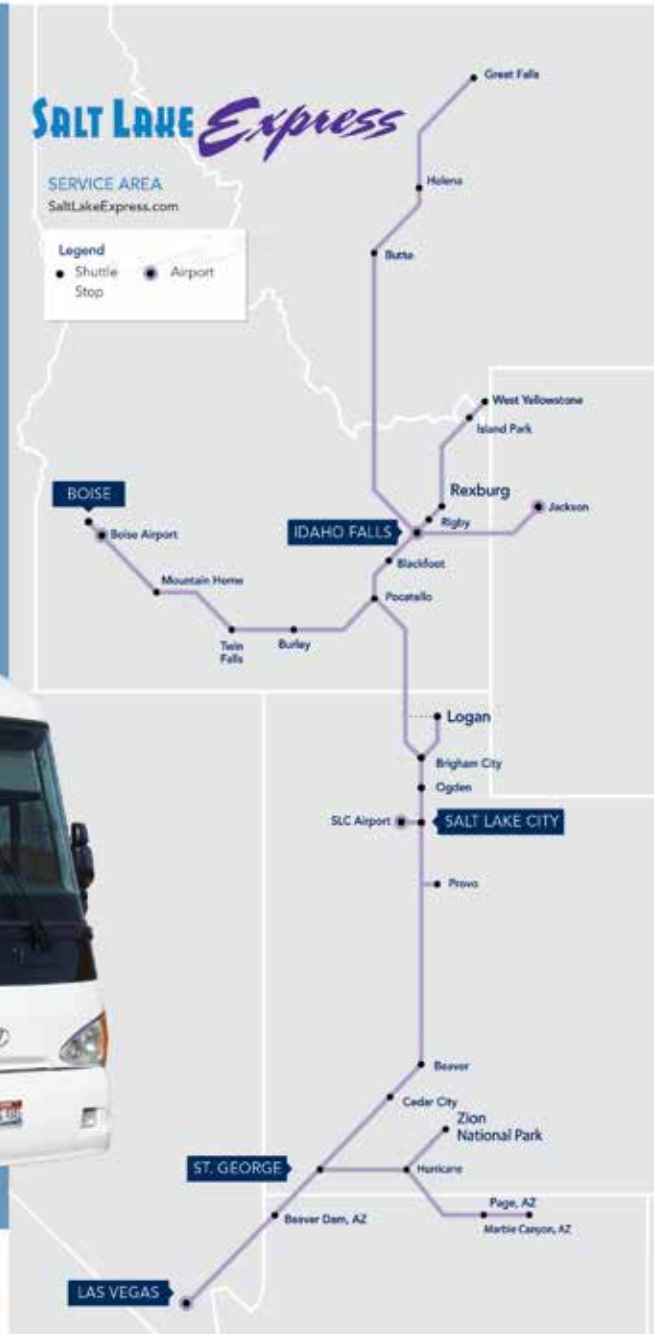 SALT LAKE Express
SERVICE AREA
SaltLakeExpress.com
Legend
Shuttle
Stop
Airport
Great Falls
Helena
Butte
West Yellowstone
Island Park
Rexburg
Rigby
Jackson
IDAHO FALLS
Blackfoot
Pocatello
BOISE
Boise Airport
Mountain Home
Twin
Falls
Burley
Logan
Brigham City
Ogden
SLC Airport
SALT LAKE CITY
Provo
Beaver
Cedar City
Zion
National Park
ST. GEORGE
Hurricane
Page, AZ
Marble Canyon, AZ
Beaver Dam, AZ
LAS VEGAS